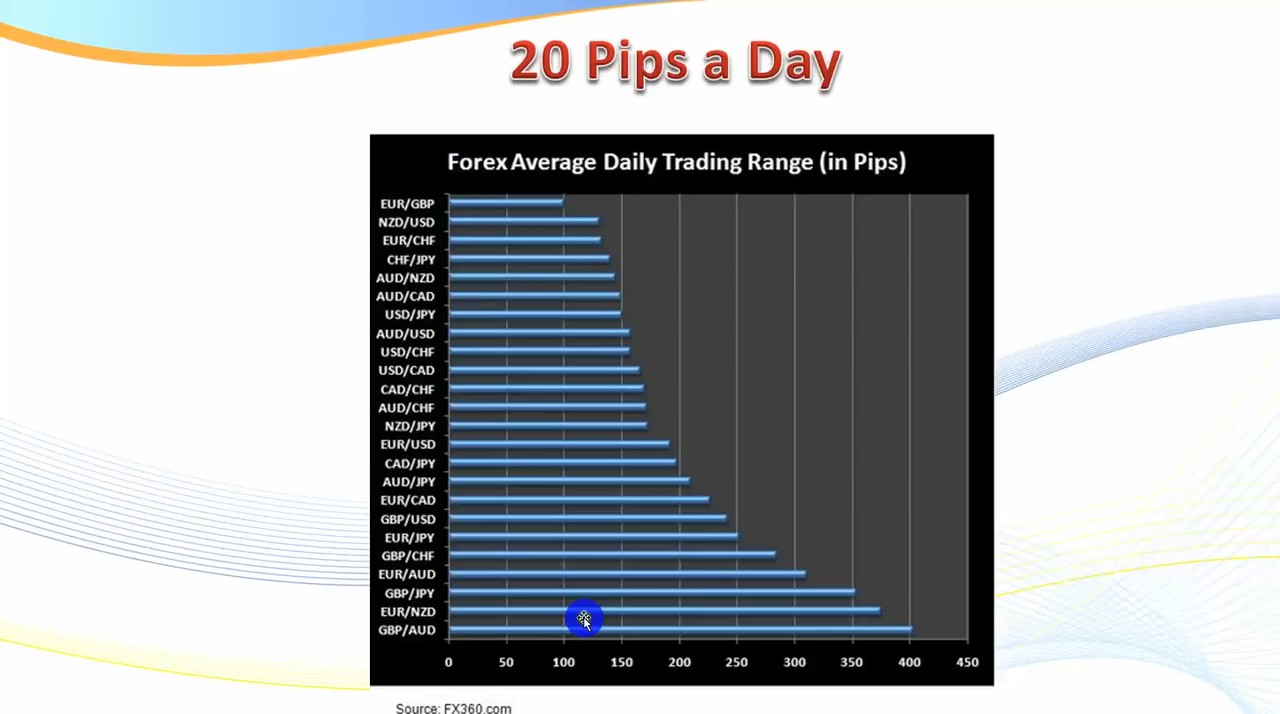 20 Pips a Day
Forex Average Daily Trading Range (in Pips)
EUR/GBP
NZD/USD
EUR/CHF
CHF/JPY
AUD/NZD
AUD/CAD
USD/JPY
AUD/USD
USD/CHF
USD/CAD
CAD/CHF
AUD/CHF
NZD/JPY
EUR/USD
CAD/JPY
AUD/JPY
EUR/CAD
GBP/USD
EUR/JPY
GBP/CHF
EUR/AUD
GBP/JPY
EUR/NZD
GBP/AUD
0 50 100 150 200 250 300 350 400 450
Source: FX360.com